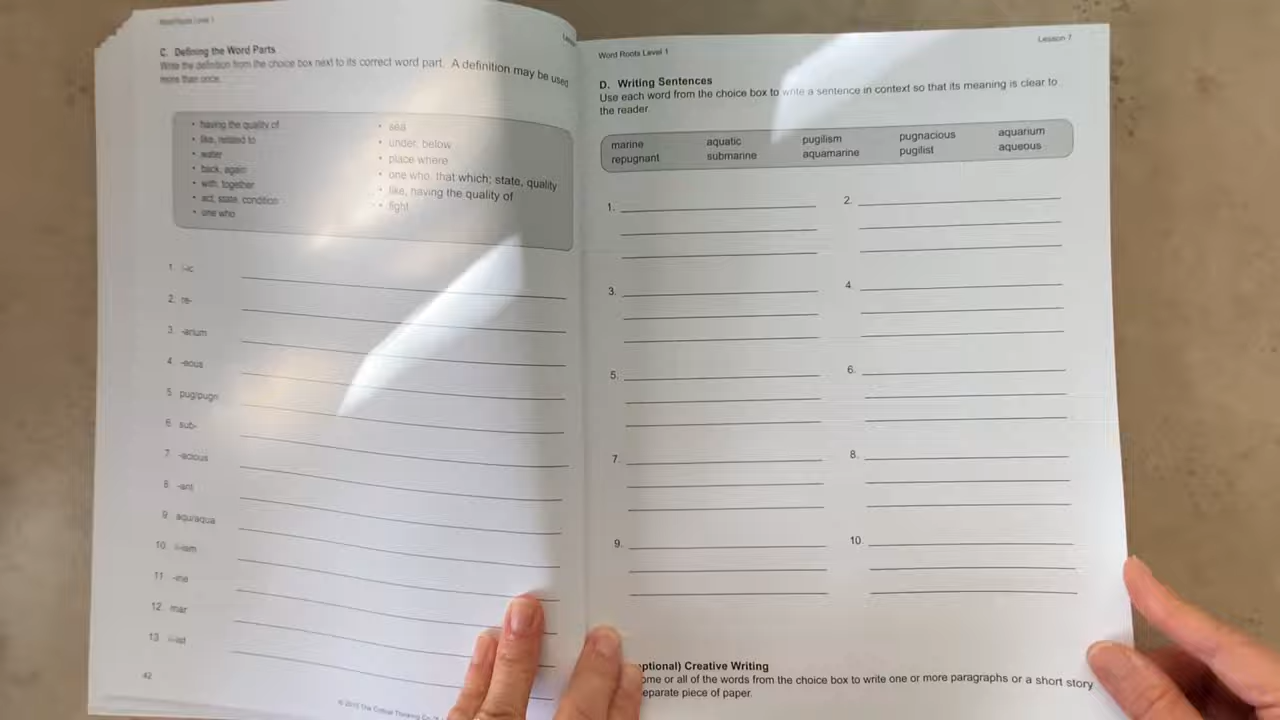 Word Roots Level 1
C. Defining the Word Parts
Write the definition from the choice box next to its correct word part. A definition may be used
more than once.
• having the quality of
• like, related to
• water
• back, again
• with, together
• act, state, condition
• one who
• sea
• under, below
• place where
• one who, that which; state, quality
• like, having the quality of
• fight
1. i-ic
2. re-
3. -arium
4. -eous
5. pug/pugn
6. sub-
7. -acious
8. -ant
9. aqu/aqua
10. i-ism
11. -ine
12. mar
13. i-ist
42
© 2015 The Critical Thinking Co.
Word Roots Level 1
Lesson 7
D. Writing Sentences
Use each word from the choice box to write a sentence in context so that its meaning is clear to
the reader.
marine aquatic pugilism pugnacious aquarium
repugnant submarine aquamarine pugilist aqueous
1. 2.
3. 4.
5. 6.
7. 8.
9. 10.
ptional) Creative Writing
ome or all of the words from the choice box to write one or more paragraphs or a short story
eparate piece of paper.